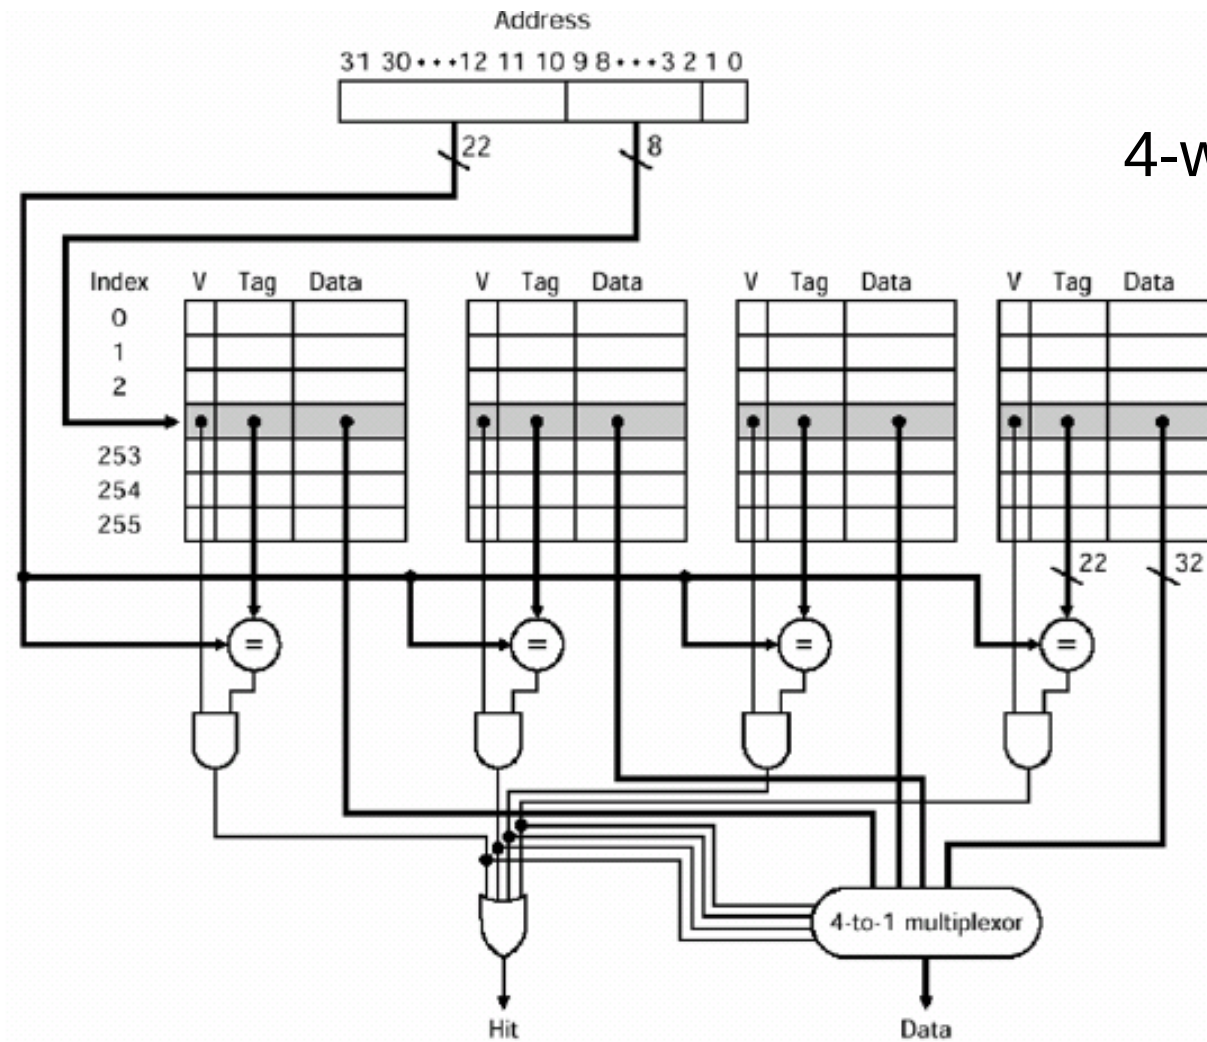 Address
31 30 • • • 12 11 10 9 8 • • • 3 2 1 0
22
8
4-w
Index V Tag Data V Tag Data V Tag Data V Tag Data
0
1
2
253
254
255
22
32
= = = =
4-to-1 multiplexor
Hit
Data